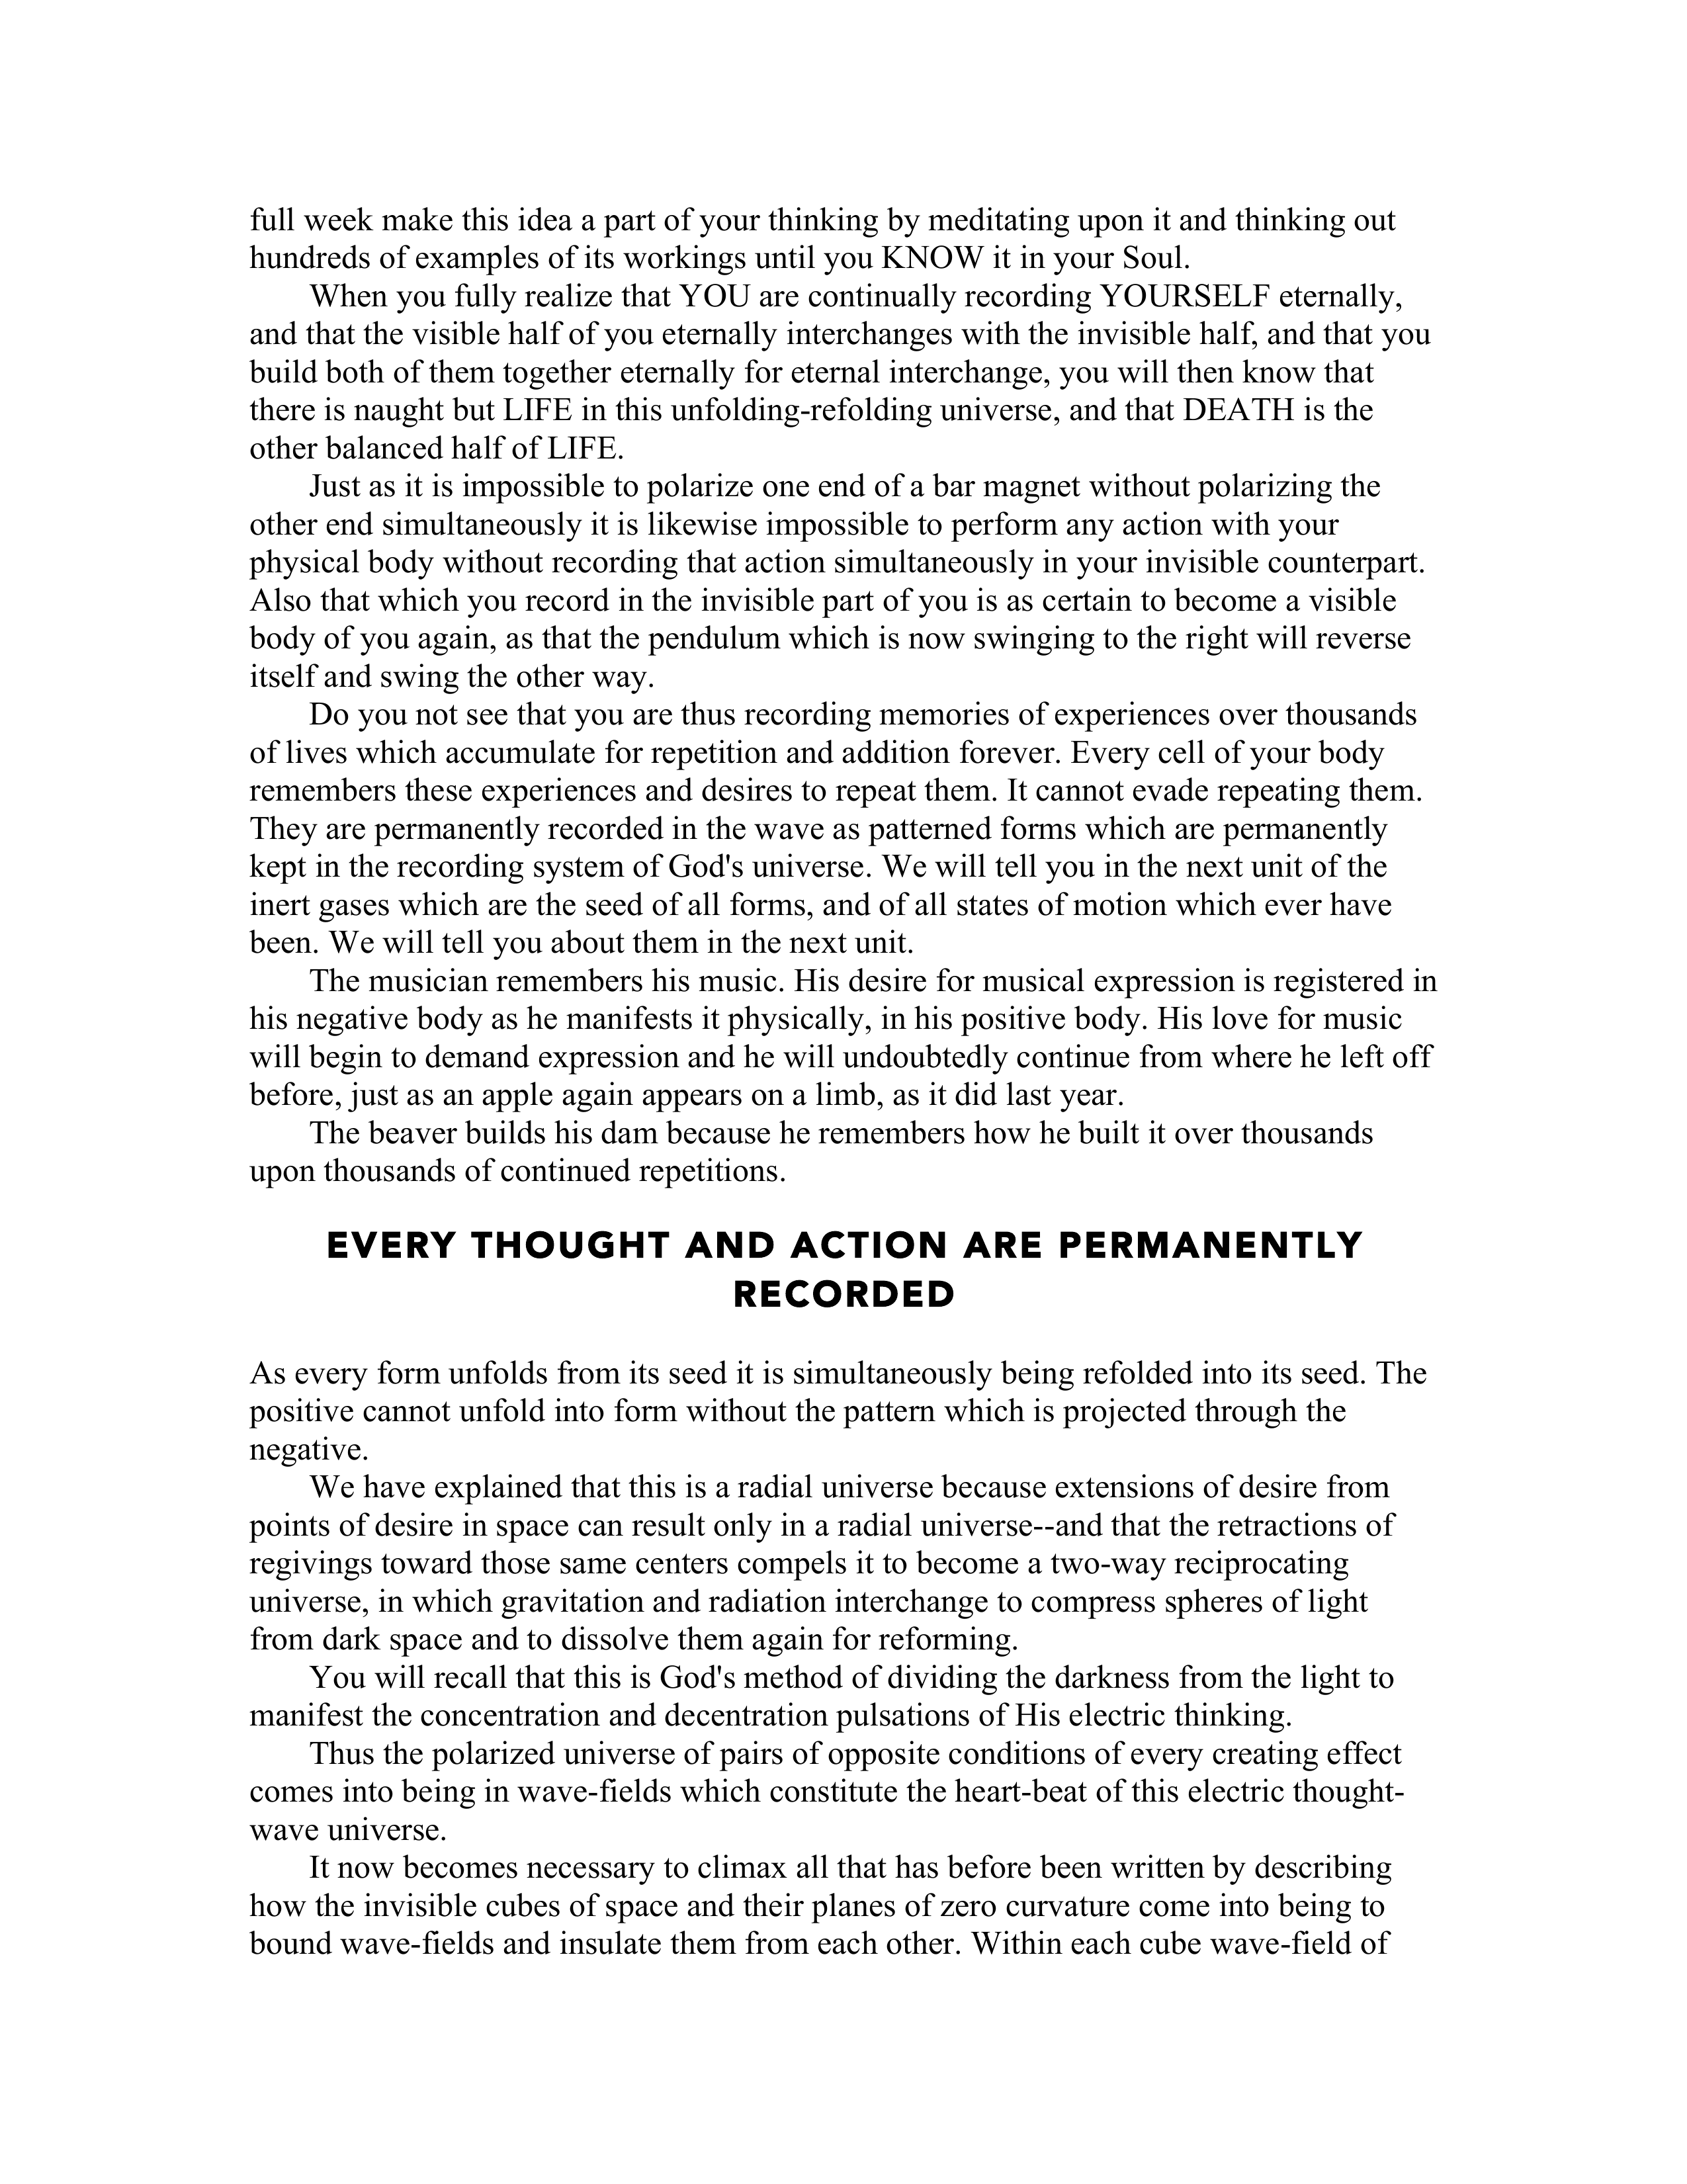 full week make this idea a part of your thinking by meditating upon it and thinking out
hundreds of examples of its workings until you KNOW it in your Soul.
When you fully realize that YOU are continually recording YOURSELF eternally,
and that the visible half of you eternally interchanges with the invisible half, and that you
build both of them together eternally for eternal interchange, you will then know that
there is naught but LIFE in this unfolding-refolding universe, and that DEATH is the
other balanced half of LIFE.
Just as it is impossible to polarize one end of a bar magnet without polarizing the
other end simultaneously it is likewise impossible to perform any action with your
physical body without recording that action simultaneously in your invisible counterpart.
Also that which you record in the invisible part of you is as certain to become a visible
body of you again, as that the pendulum which is now swinging to the right will reverse
itself and swing the other way.
Do you not see that you are thus recording memories of experiences over thousands
of lives which accumulate for repetition and addition forever. Every cell of your body
remembers these experiences and desires to repeat them. It cannot evade repeating them.
They are permanently recorded in the wave as patterned forms which are permanently
kept in the recording system of God's universe. We will tell you in the next unit of the
inert gases which are the seed of all forms, and of all states of motion which ever have
been. We will tell you about them in the next unit.
The musician remembers his music. His desire for musical expression is registered in
his negative body as he manifests it physically, in his positive body. His love for music
will begin to demand expression and he will undoubtedly continue from where he left off
before, just as an apple again appears on a limb, as it did last year.
The beaver builds his dam because he remembers how he built it over thousands
upon thousands of continued repetitions.
EVERY THOUGHT AND ACTION ARE PERMANENTLY
RECORDED
As every form unfolds from its seed it is simultaneously being refolded into its seed. The
positive cannot unfold into form without the pattern which is projected through the
negative.
We have explained that this is a radial universe because extensions of desire from
points of desire in space can result only in a radial universe--and that the retractions of
regivings toward those same centers compels it to become a two-way reciprocating
universe, in which gravitation and radiation interchange to compress spheres of light
from dark space and to dissolve them again for reforming.
You will recall that this is God's method of dividing the darkness from the light to
manifest the concentration and decentration pulsations of His electric thinking.
Thus the polarized universe of pairs of opposite conditions of every creating effect
comes into being in wave-fields which constitute the heart-beat of this electric thought-
wave universe.
It now becomes necessary to climax all that has before been written by describing
how the invisible cubes of space and their planes of zero curvature come into being to
bound wave-fields and insulate them from each other. Within each cube wave-field of